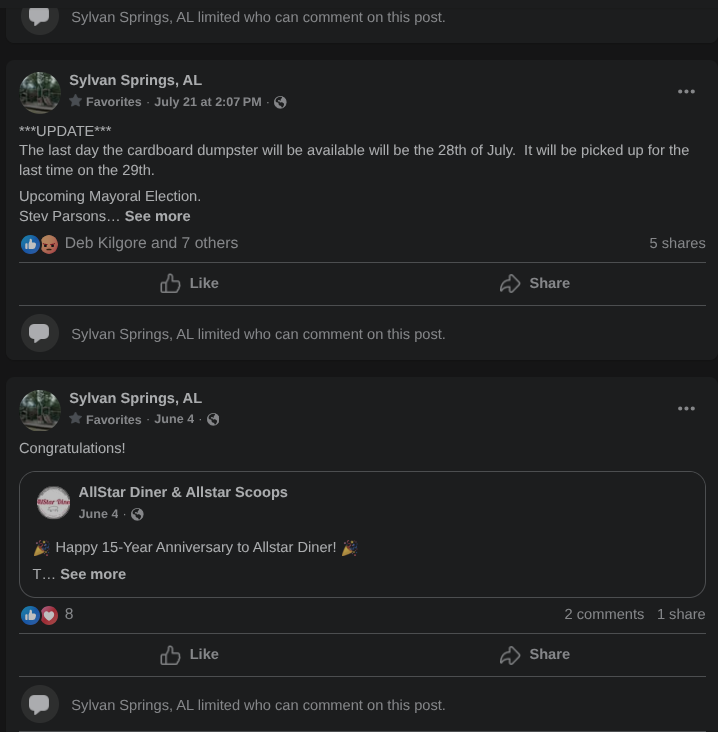 Sylvan Springs, AL limited who can comment on this post.
Sylvan Springs, AL
Favorites · July 21 at 2:07 PM ·
***UPDATE***
The last day the cardboard dumpster will be available will be the 28th of July.  It will be picked up for the
last time on the 29th.
Upcoming Mayoral Election.
Stev Parsons... See more
Deb Kilgore and 7 others
5 shares
Like
Share
Sylvan Springs, AL limited who can comment on this post.
Sylvan Springs, AL
Favorites · June 4 ·
Congratulations!
AllStar Diner & Allstar Scoops
June 4 ·
🎉 Happy 15-Year Anniversary to Allstar Diner! 🎉
T... See more
8
2 comments 1 share
Like
Share
Sylvan Springs, AL limited who can comment on this post.